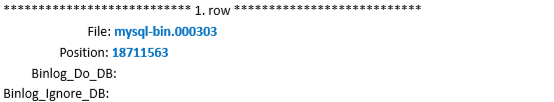 *************************** 1. row ***************************
File: mysql-bin.000303
Position: 18711563
Binlog_Do_DB:
Binlog_Ignore_DB: